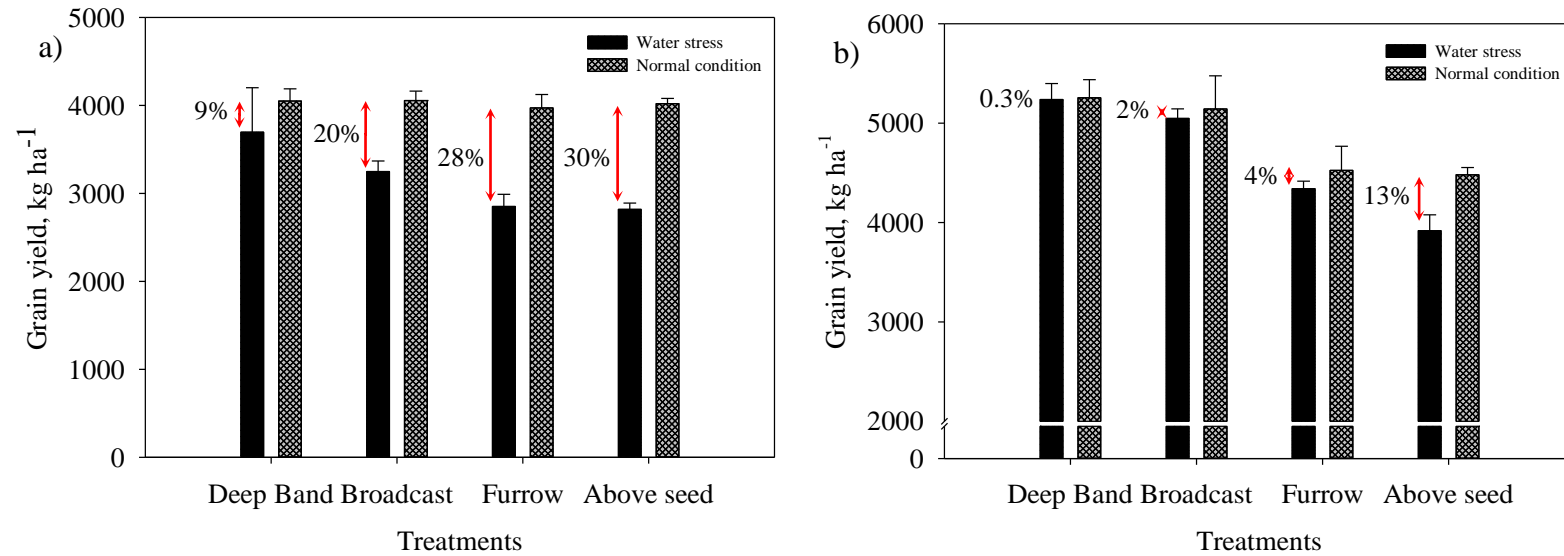 a)
Water stress
Normal condition
5000
4000
3000
2000
1000
0
Grain yield, kg ha-1
9%
20%
28%
30%
Deep Band Broadcast Furrow Above seed
Treatments
b)
Water stress
Normal condition
6000
5000
4000
3000
2000
0
Grain yield, kg ha-1
0.3%
2%
4%
13%
Deep Band Broadcast Furrow Above seed
Treatments